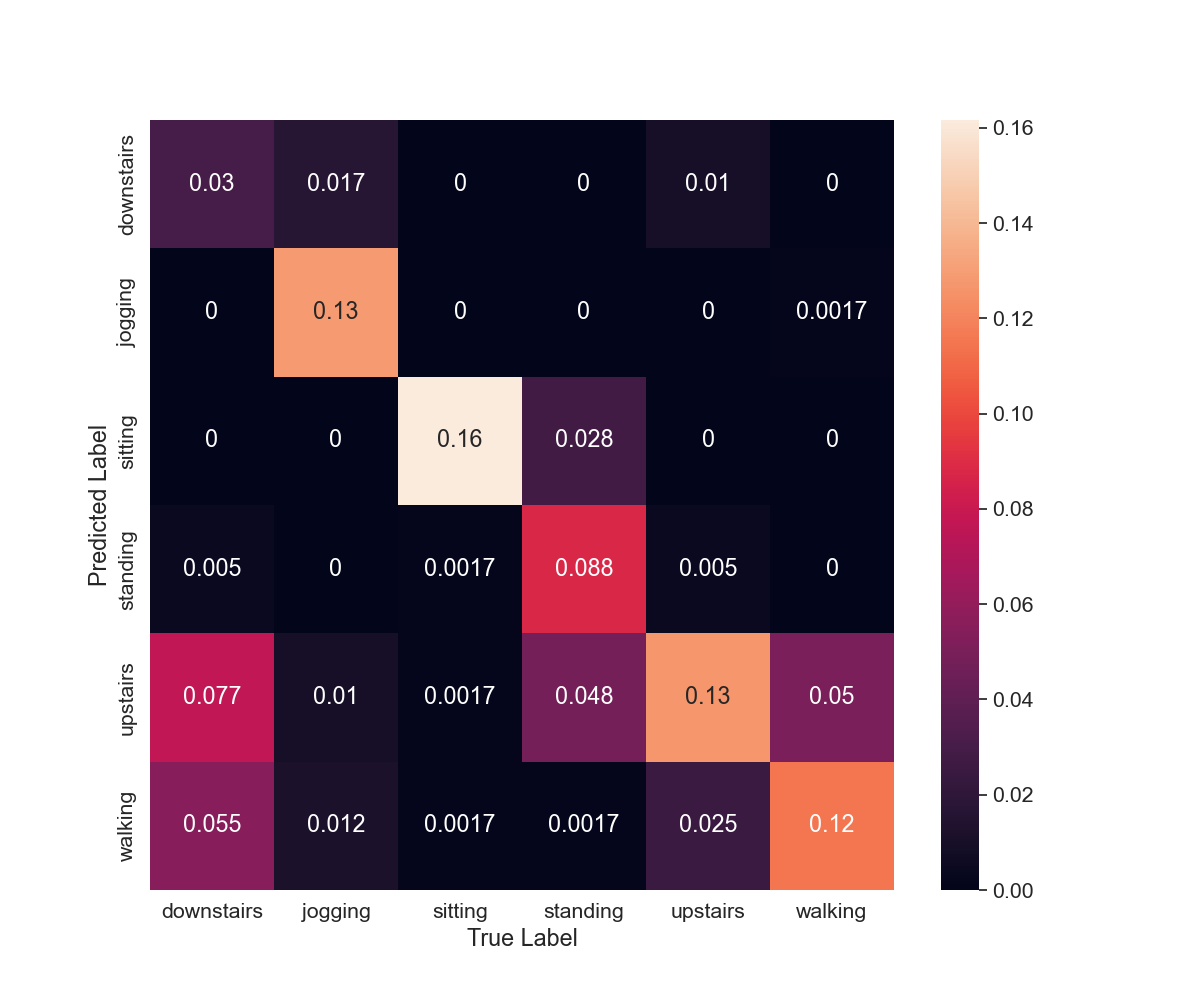 0.16
downstairs 0.03 0.017 0 0 0.01 0
0.14
jogging 0 0.13 0 0 0 0.0017
0.12
0.10
Predicted Label
sitting 0 0 0.16 0.028 0 0
0.08
standing 0.005 0 0.0017 0.088 0.005 0
0.06
upstairs 0.077 0.01 0.0017 0.048 0.13 0.05
0.04
0.02
walking 0.055 0.012 0.0017 0.0017 0.025 0.12
0.00
downstairs jogging sitting standing upstairs walking
True Label